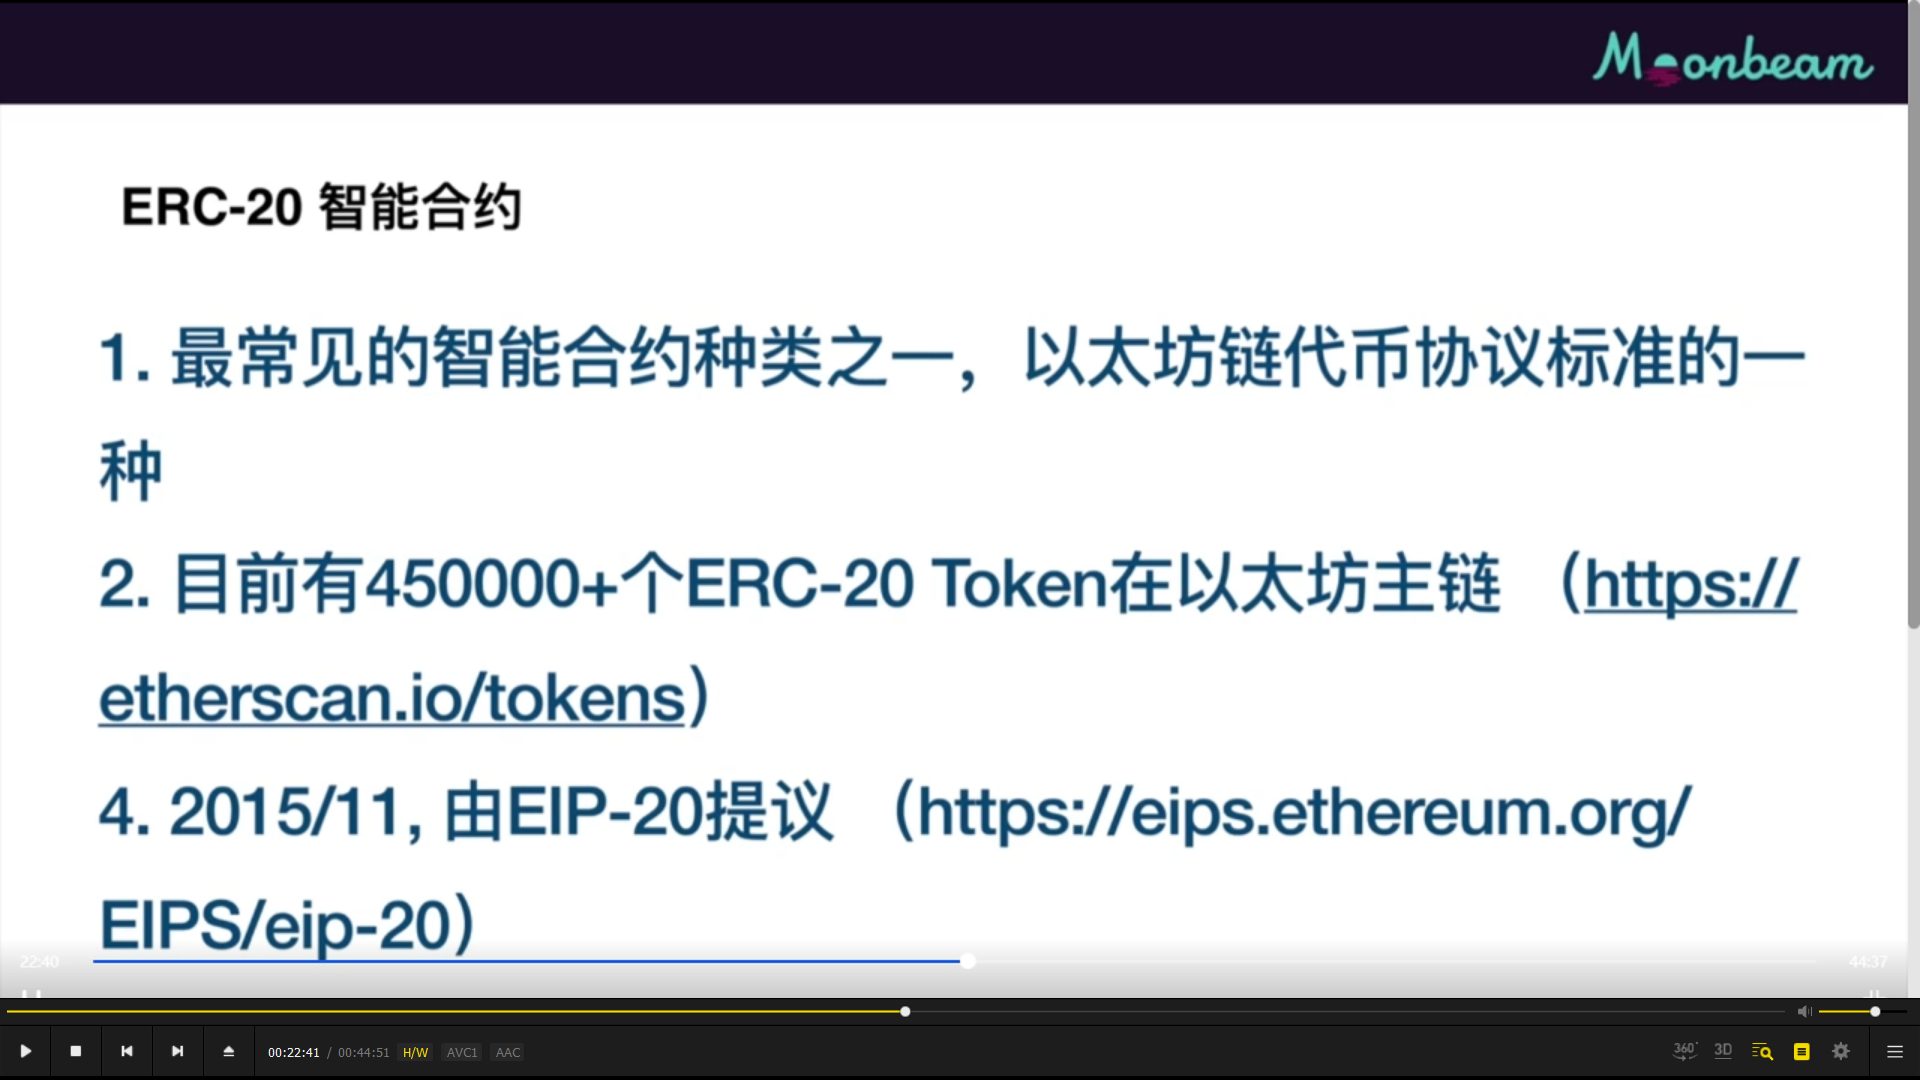 Moonbeam
ERC-20 智能合约
1. 最常见的智能合约种类之一，以太坊链代币协议标准的一
种
2. 目前有450000+个ERC-20 Token在以太坊主链 （https://
etherscan.io/tokens）
4. 2015/11, 由EIP-20提议 （https://eips.ethereum.org/
EIPS/eip-20）
22:40
44:37
00:22:41 / 00:44:51 H/W AVC1 AAC
360° 3D